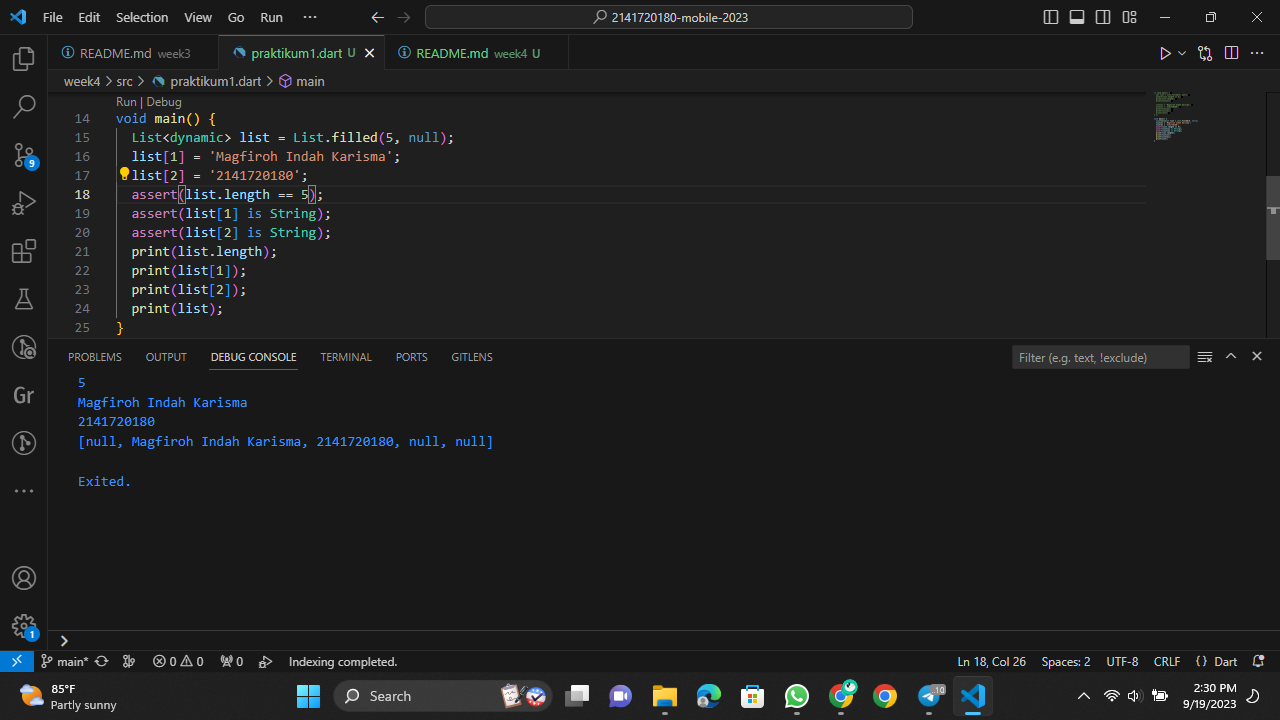 File Edit Selection View Go Run ···
2141720180-mobile-2023
README.md week3
praktikum1.dart U
README.md week4 U
week4 > src > praktikum1.dart > main
Run | Debug
14 void main() {
15 List<dynamic> list = List.filled(5, null);
16 list[1] = 'Magfiroh Indah Karisma';
17 list[2] = '2141720180';
18 assert(list.length == 5);
19 assert(list[1] is String);
20 assert(list[2] is String);
21 print(list.length);
22 print(list[1]);
23 print(list[2]);
24 print(list);
25 }
9
Gr
1
PROBLEMS OUTPUT DEBUG CONSOLE TERMINAL PORTS GITLENS
Filter (e.g. text, !exclude)
5
Magfiroh Indah Karisma
2141720180
[null, Magfiroh Indah Karisma, 2141720180, null, null]
Exited.
main* 0 0 0 Indexing completed. Ln 18, Col 26 Spaces: 2 UTF-8 CRLF {} Dart
85°F
Partly sunny
Search
10
2:30 PM
9/19/2023